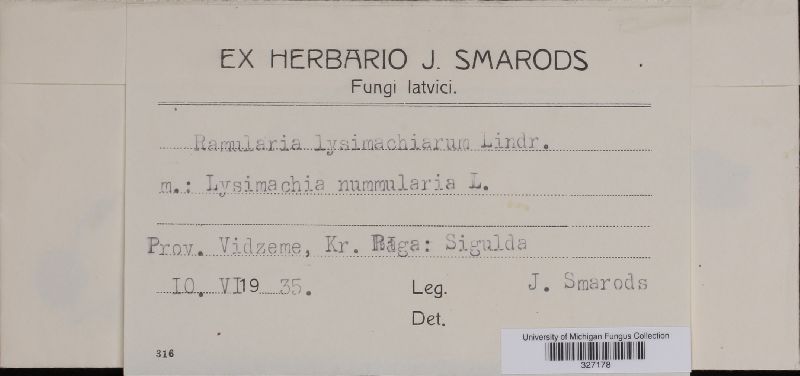 EX HERBARIO J. SMARODS
Fungi latvici.
Ramularia lysimachiarum Lindr.
m.: Lysimachia nummularia L.
Prov. Vidzeme, Kr. Rīga: Sigulda
IO. VI 19 35. Leg. J. Smarods
Det.
316
University of Michigan Fungus Collection
327178